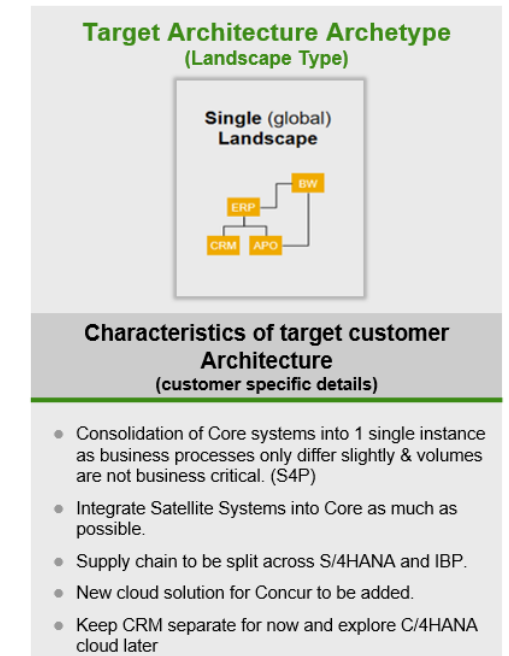 Target Architecture Archetype
(Landscape Type)
Single (global)
Landscape
BW
ERP
CRM
APO
Characteristics of target customer
Architecture
(customer specific details)
Consolidation of Core systems into 1 single instance
as business processes only differ slightly & volumes
are not business critical. (S4P)
Integrate Satellite Systems into Core as much as
possible.
Supply chain to be split across S/4HANA and IBP.
New cloud solution for Concur to be added.
Keep CRM separate for now and explore C/4HANA
cloud later